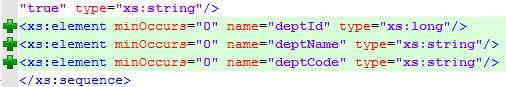 "true" type="xs:string"/>
<xs:element minOccurs="0" name="deptId" type="xs:long"/>
<xs:element minOccurs="0" name="deptName" type="xs:string"/>
<xs:element minOccurs="0" name="deptCode" type="xs:string"/>
</xs:sequence>